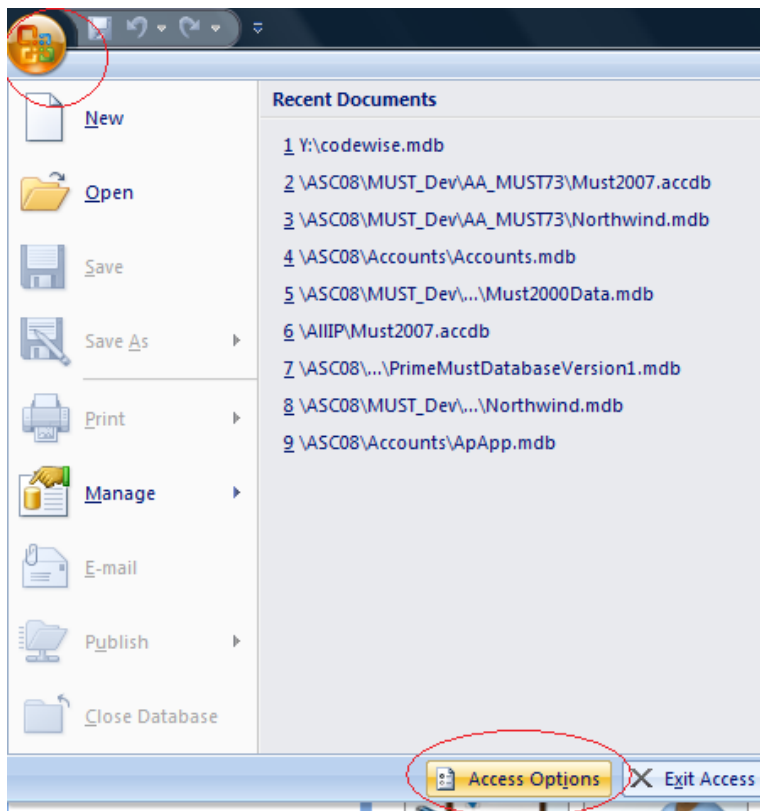 New
Open
Save
Save As
Print
Manage
E-mail
Publish
Close Database
Recent Documents
1 Y:\codewise.mdb
2 \ASC08\MUST_Dev\AA_MUST73\Must2007.accdb
3 \ASC08\MUST_Dev\AA_MUST73\Northwind.mdb
4 \ASC08\Accounts\Accounts.mdb
5 \ASC08\MUST_Dev\...\Must2000Data.mdb
6 \AllIP\Must2007.accdb
7 \ASC08\...\PrimeMustDatabaseVersion1.mdb
8 \ASC08\MUST_Dev\...\Northwind.mdb
9 \ASC08\Accounts\ApApp.mdb
Access Options
Exit Access